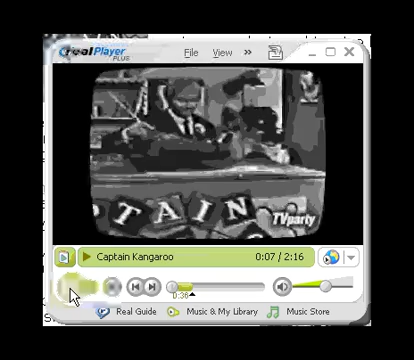 realPlayer
PLUS
File View »
TAIN
TVparty
Captain Kangaroo 0:07 / 2:16
0:36
Real Guide Music & My Library Music Store